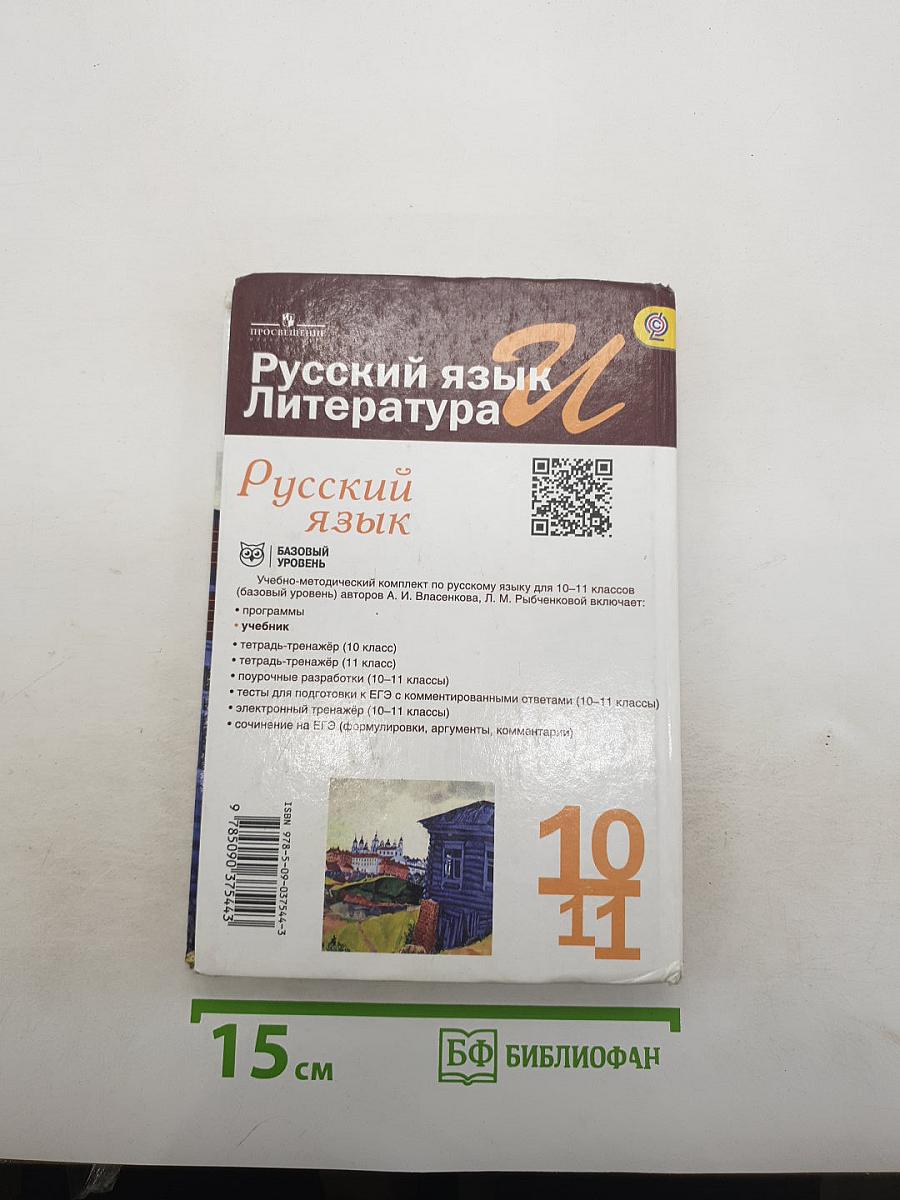 ПРОСВЕЩЕНИЕ
Русский язык И
Литература
Русский
язык
БАЗОВЫЙ
УРОВЕНЬ
Учебно-методический комплект по русскому языку для 10–11 классов
(базовый уровень) авторов А. И. Власенкова, Л. М. Рыбченковой включает:
• программы
• учебник
• тетрадь-тренажёр (10 класс)
• тетрадь-тренажёр (11 класс)
• поурочные разработки (10–11 классы)
• тесты для подготовки к ЕГЭ с комментированными ответами (10–11 классы)
• электронный тренажёр (10–11 классы)
• сочинение на ЕГЭ (формулировки, аргументы, комментарии)
ISBN 978-5-09-037544-3
9 785090 375443
10
11
15 см
БФ БИБЛИОФАН